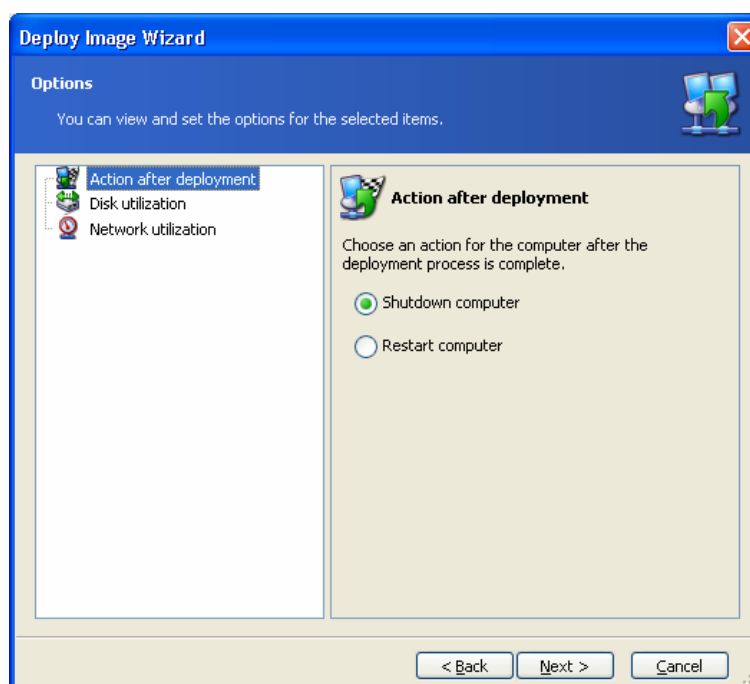 Deploy Image Wizard
Options
You can view and set the options for the selected items.
Action after deployment
Disk utilization
Network utilization
Action after deployment
Choose an action for the computer after the
deployment process is complete.
Shutdown computer
Restart computer
< Back
Next >
Cancel